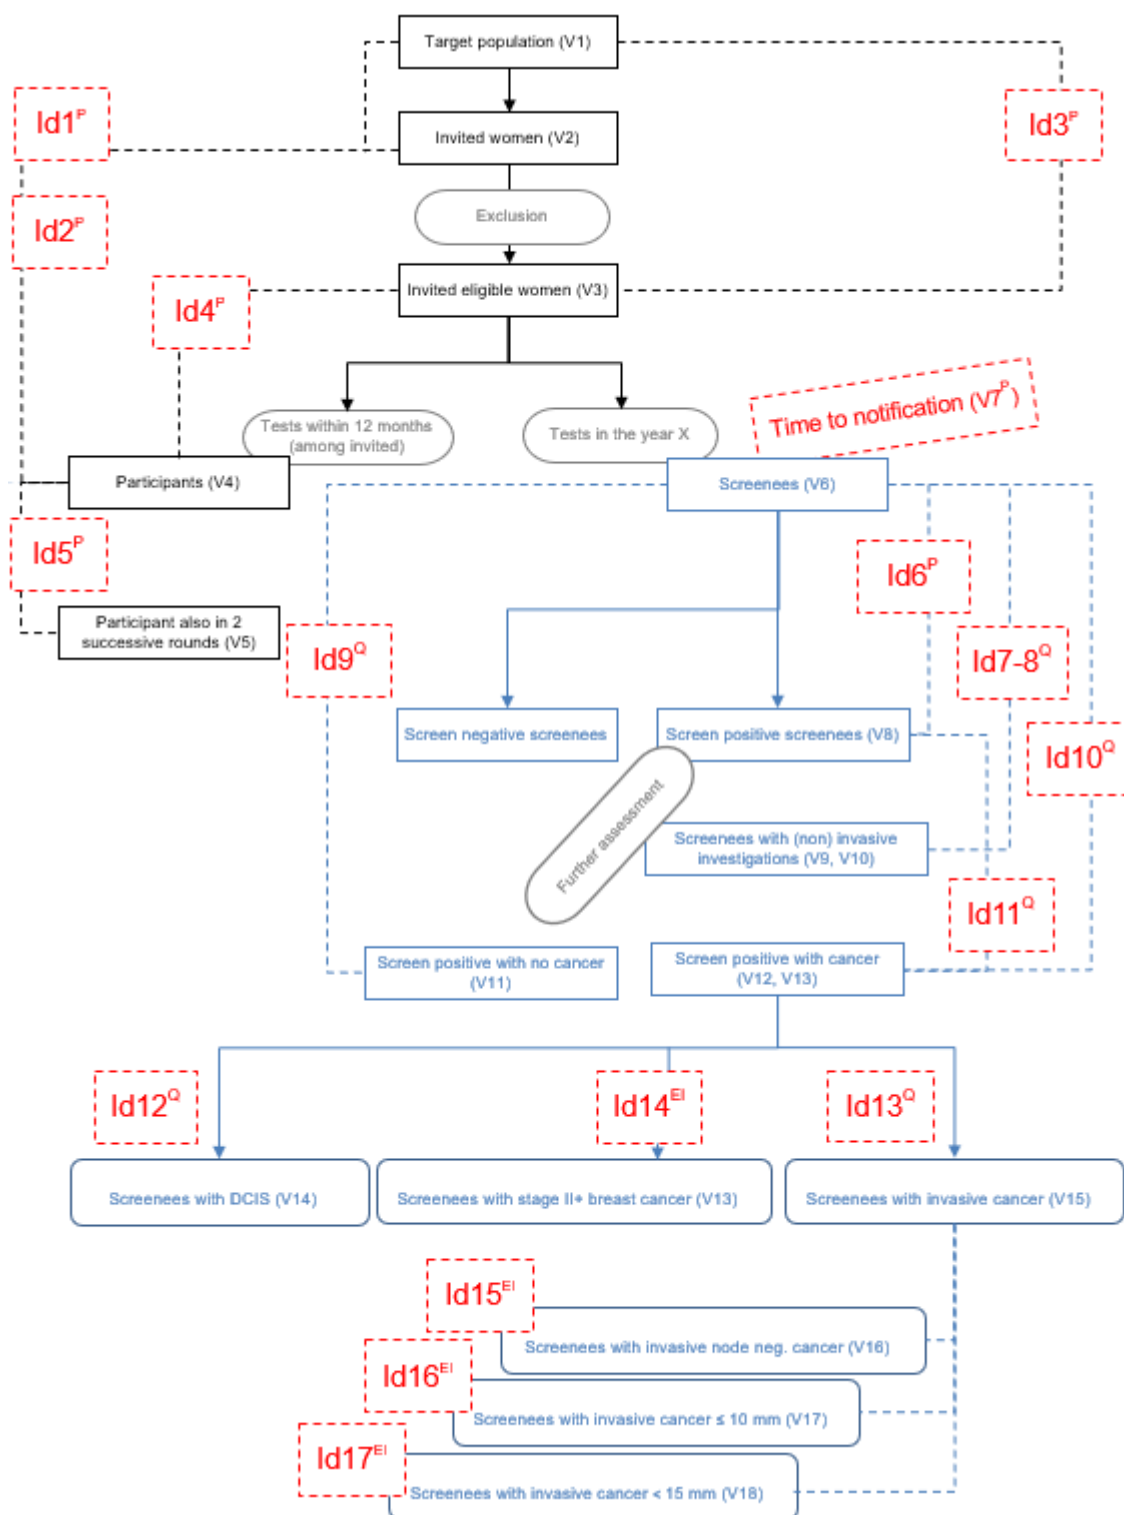 Target population (V1)
Id1ᴾ
Id3ᴾ
Invited women (V2)
Exclusion
Id2ᴾ
Invited eligible women (V3)
Id4ᴾ
Time to notification (V7ᴾ)
Tests within 12 months
(among invited)
Tests in the year X
Participants (V4)
Screenees (V6)
Id5ᴾ
Id6ᴾ
Participant also in 2
successive rounds (V5)
Id9Q
Id7-8Q
Screen negative screenees
Screen positive screenees (V8)
Id10Q
Further assessment
Screenees with (non) invasive
investigations (V9, V10)
Id11Q
Screen positive with no cancer
(V11)
Screen positive with cancer
(V12, V13)
Id12Q
Id14ᴱᴵ
Id13Q
Screenees with DCIS (V14)
Screenees with stage II+ breast cancer (V13)
Screenees with invasive cancer (V15)
Id15ᴱᴵ
Screenees with invasive node neg. cancer (V16)
Id16ᴱᴵ
Screenees with invasive cancer ≤ 10 mm (V17)
Id17ᴱᴵ
Screenees with invasive cancer < 15 mm (V18)